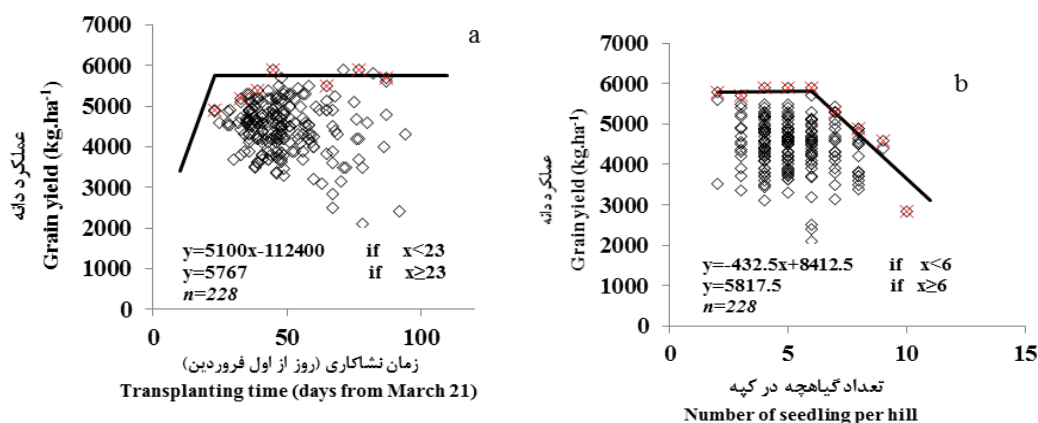 a
7000
6000
5000
4000
3000
2000
1000
0
عملکرد دانه
Grain yield (kg.ha-1)
y=5100x-112400 if x<23
y=5767 if x≥23
n=228
0 50 100
زمان نشاکاری (روز از اول فروردین)
Transplanting time (days from March 21)
b
7000
6000
5000
4000
3000
2000
1000
0
عملکرد دانه
Grain yield (kg.ha-1)
y=-432.5x+8412.5 if x<6
y=5817.5 if x≥6
n=228
0 5 10 15
تعداد گیاهچه در کپه
Number of seedling per hill